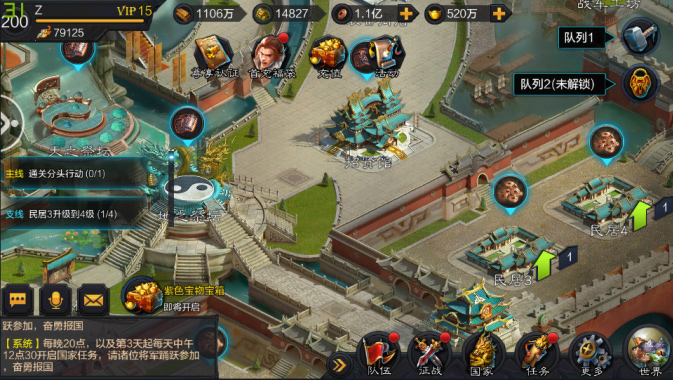 Z
VIP 15
1106万
14827
1.1亿
520万
200
79125
战车工坊
队列1
充值
活动
队列2(未解锁)
主线 通关分头行动 (0/1)
支线 民居3升级到4级 (1/4)
招贤馆
民居4
1
民居3
1
紫色宝物宝箱
即将开启
跃参加，奋勇报国
【系统】每晚20点，以及第3天起每天中午
12点30开启国家任务，请诸位将军踊跃参加
，奋勇报国
队伍
征战
国家
任务
更多
世界